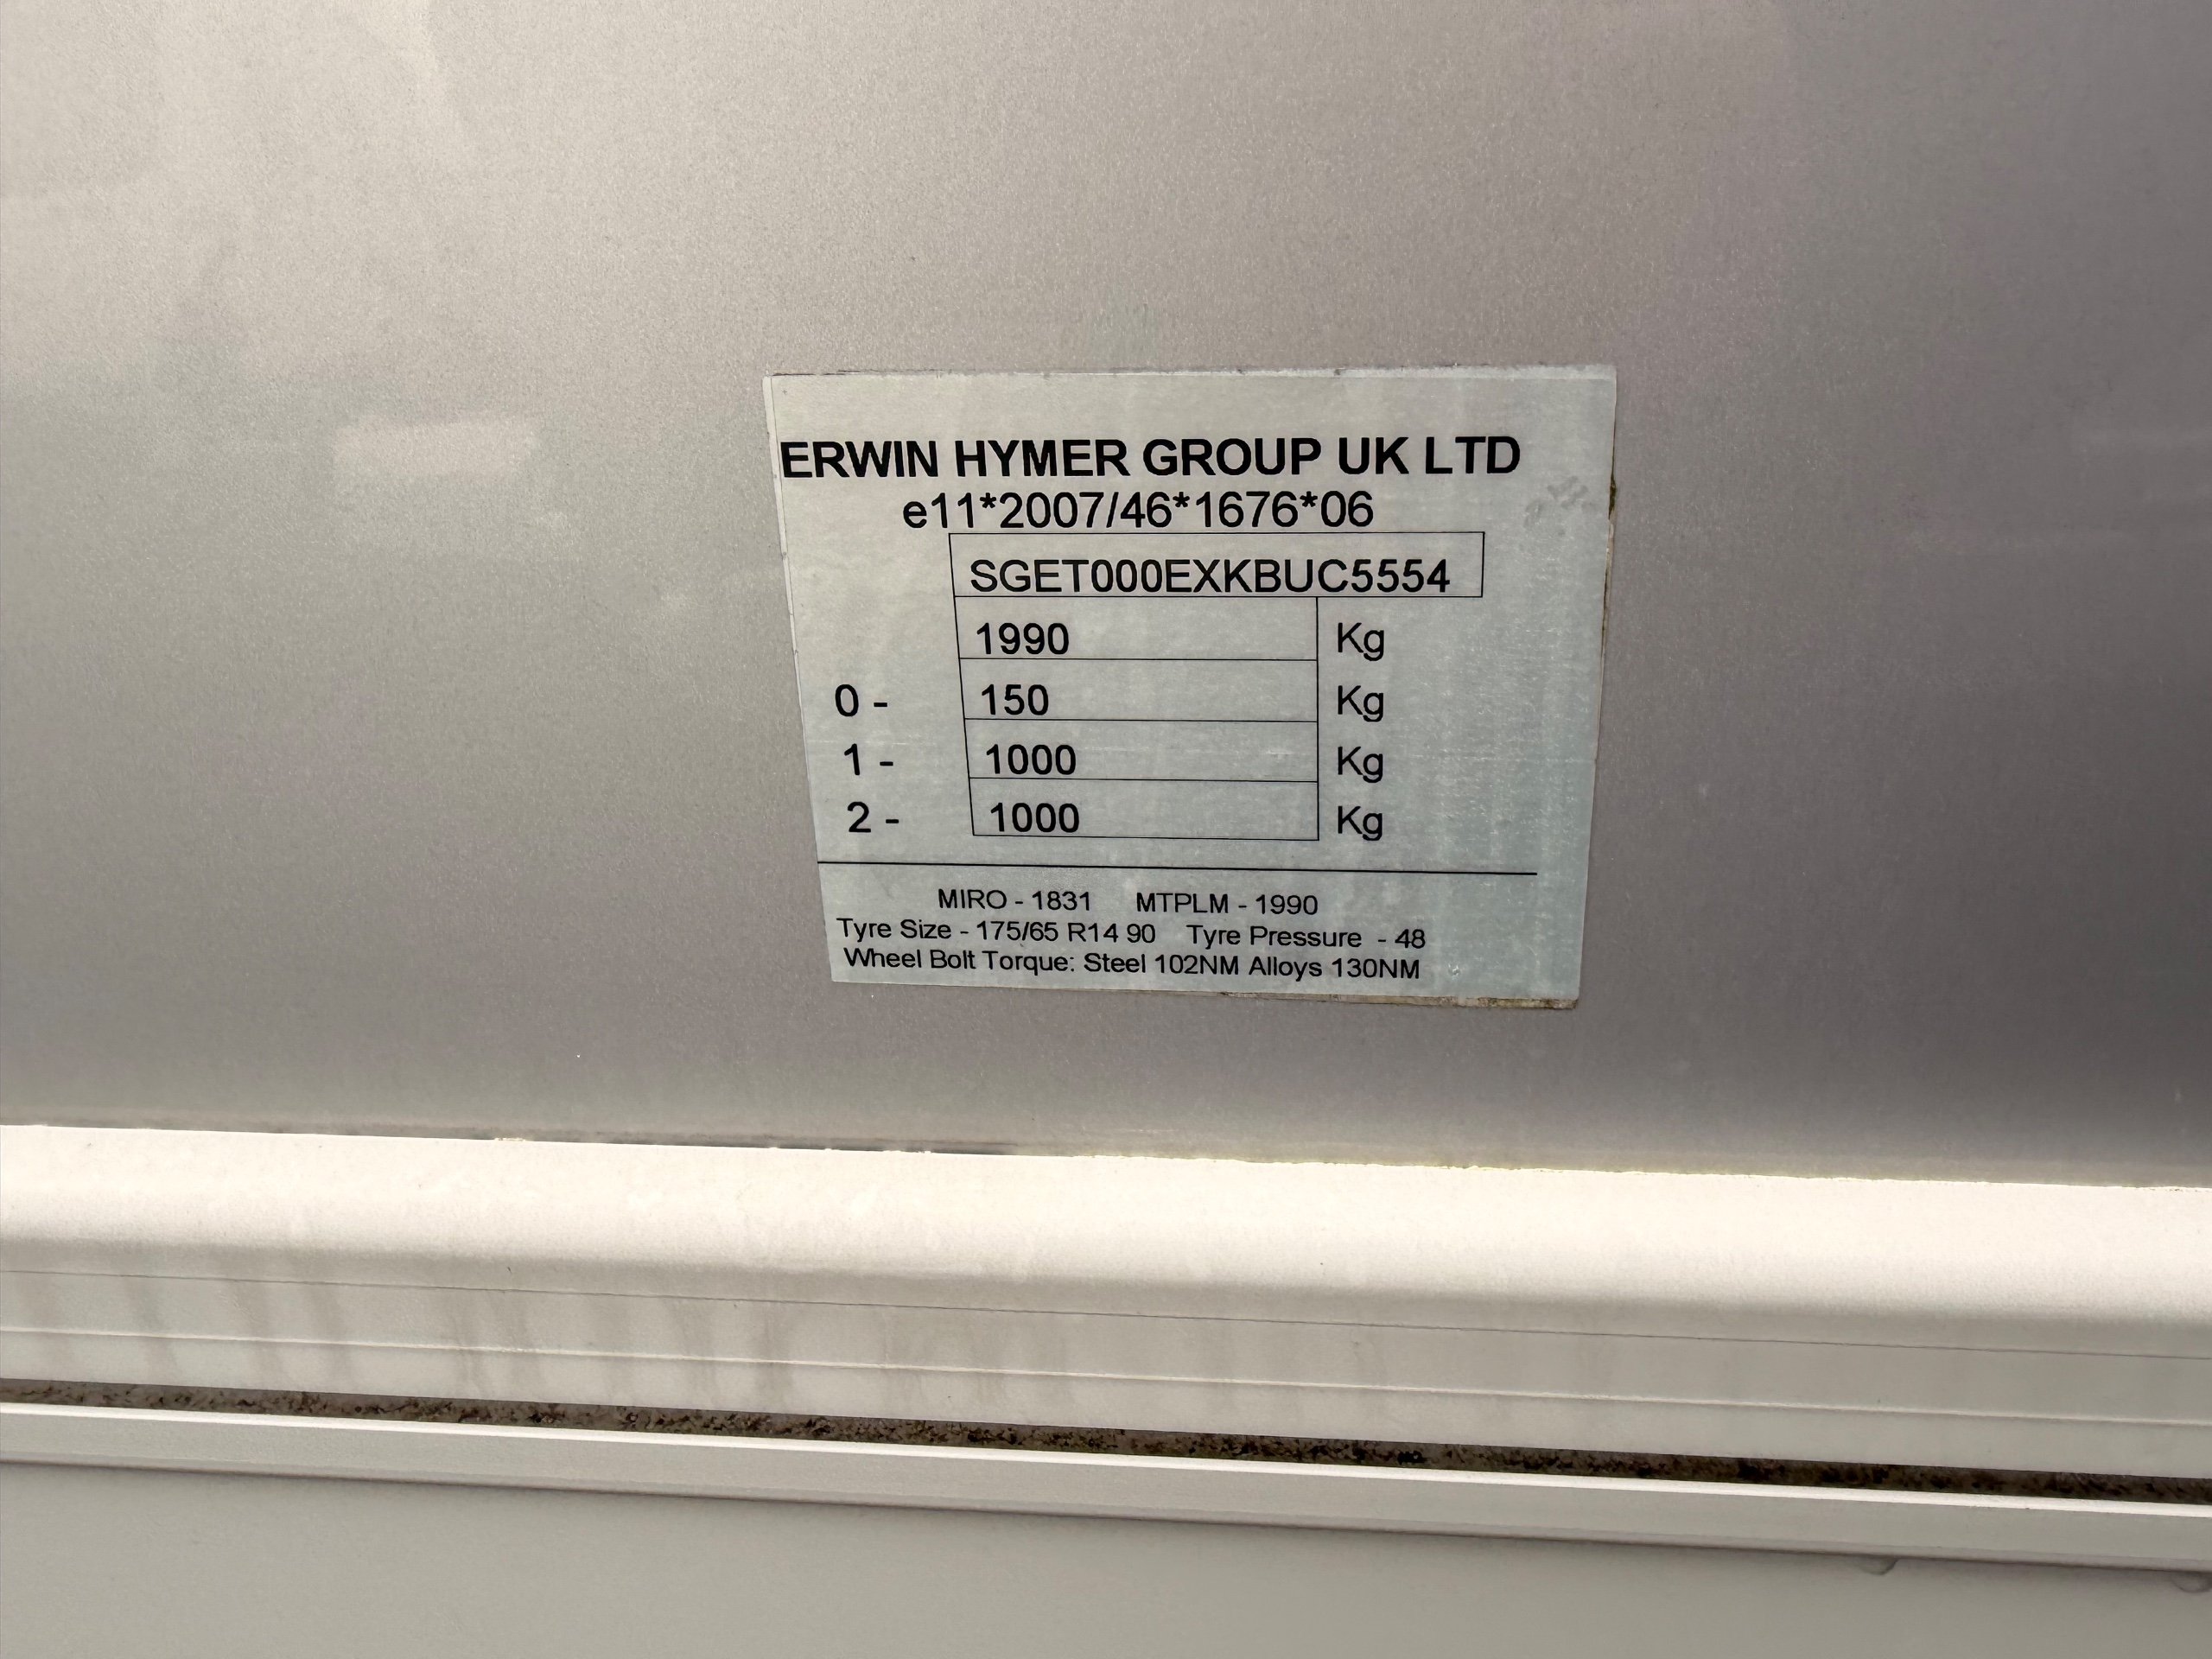 ERWIN HYMER GROUP UK LTD
e11*2007/46*1676*06
SGET000EXKBUC5554
1990 Kg
0 - 150 Kg
1 - 1000 Kg
2 - 1000 Kg
MIRO - 1831 MTPLM - 1990
Tyre Size - 175/65 R14 90 Tyre Pressure - 48
Wheel Bolt Torque: Steel 102NM Alloys 130NM